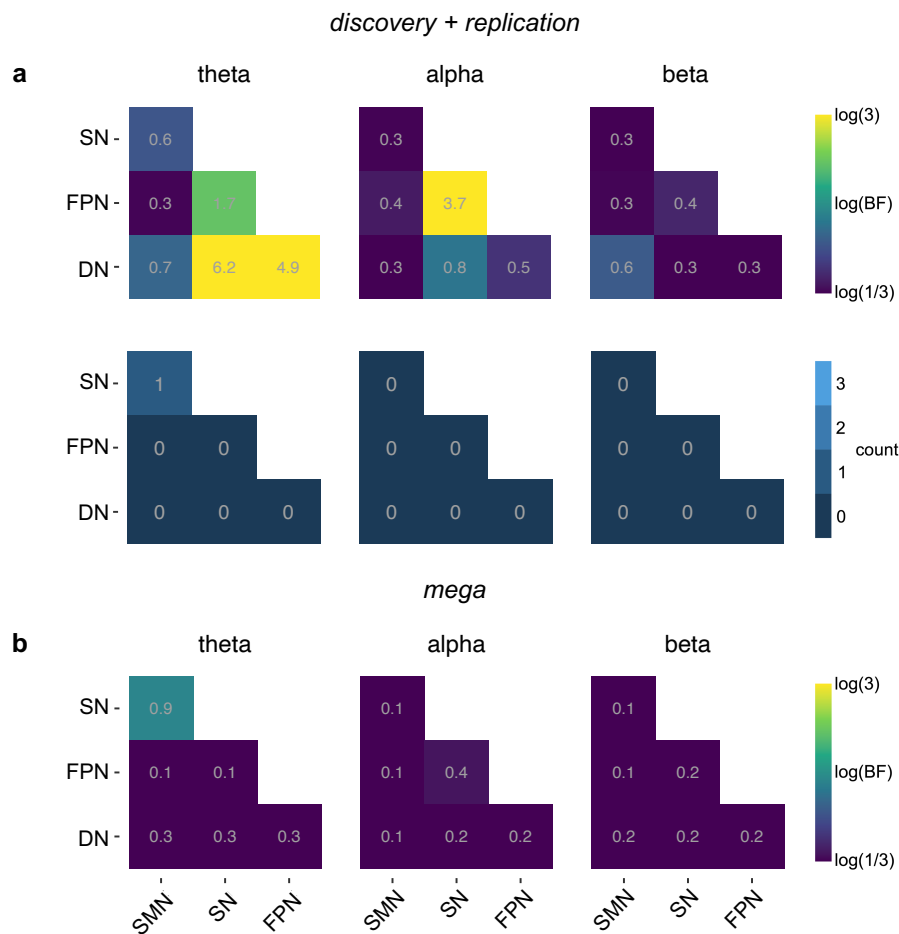 discovery + replication
a
theta alpha beta
SN 0.6 0.3 0.3 log(3)
FPN 0.3 0.4 3.7 0.3 0.4 log(BF)
DN 0.7 6.2 4.9 0.3 0.8 0.5 0.6 0.3 0.3 log(1/3)
SN 1 0 0 3
2
FPN 0 0 0 0 0 0 count
1
DN 0 0 0 0 0 0 0 0 0 0
mega
b
theta alpha beta
SN 0.9 0.1 0.1 log(3)
FPN 0.1 0.1 0.1 0.4 0.1 0.2 log(BF)
DN 0.3 0.3 0.3 0.1 0.2 0.2 0.2 0.2 0.2 log(1/3)
SMN SN FPN SMN SN FPN SMN SN FPN